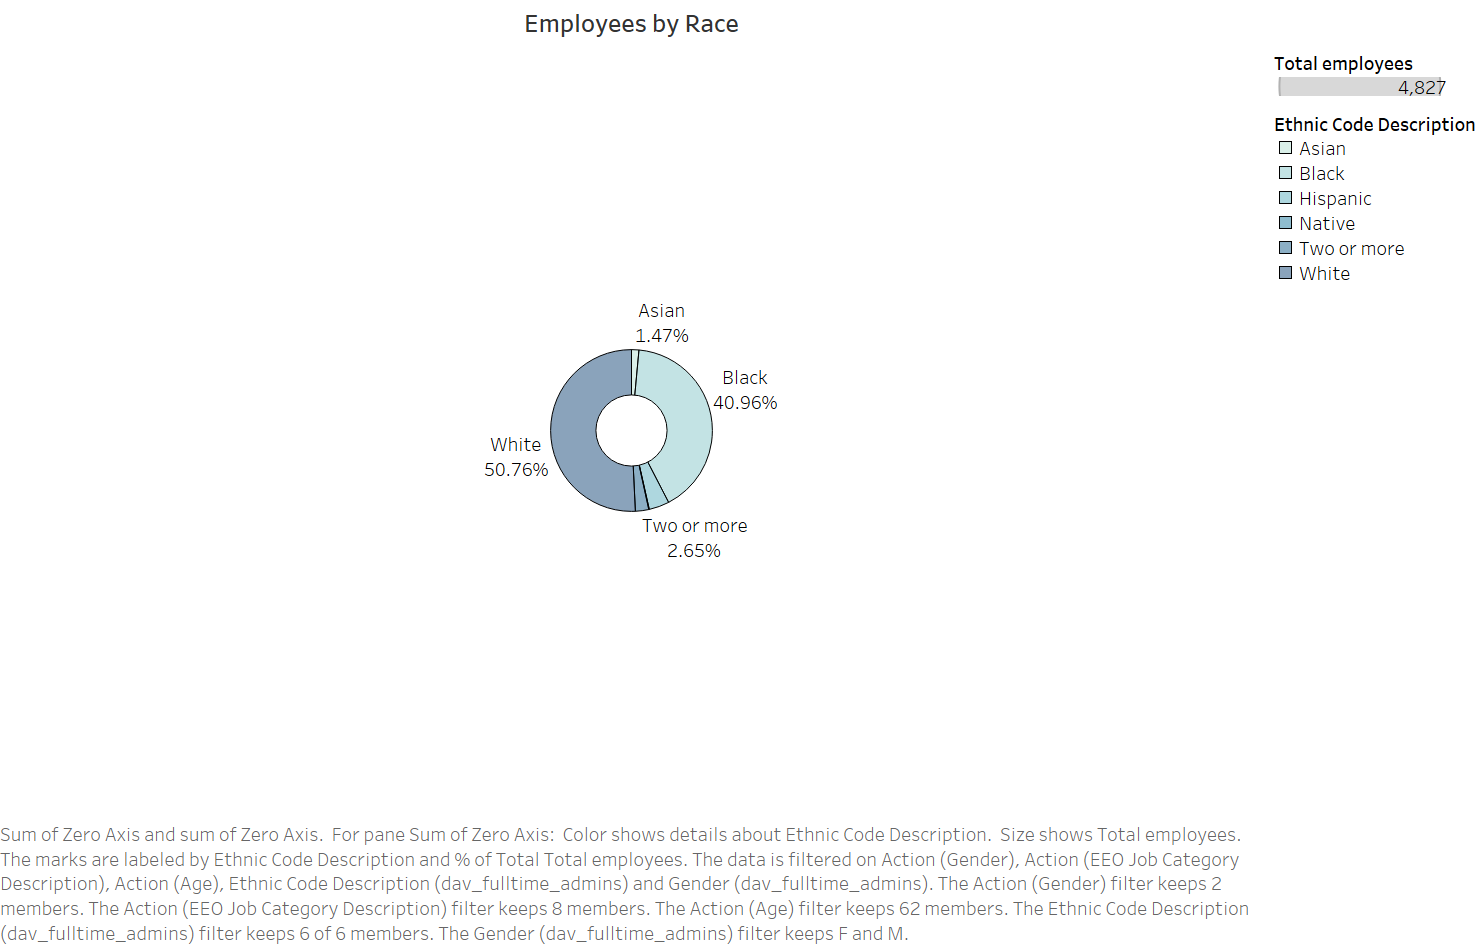 Employees by Race
Total employees
4,827
Ethnic Code Description
Asian
Black
Hispanic
Native
Two or more
White
Asian
1.47%
Black
40.96%
White
50.76%
Two or more
2.65%
Sum of Zero Axis and sum of Zero Axis.  For pane Sum of Zero Axis:  Color shows details about Ethnic Code Description.  Size shows Total employees.
The marks are labeled by Ethnic Code Description and % of Total Total employees. The data is filtered on Action (Gender), Action (EEO Job Category
Description), Action (Age), Ethnic Code Description (dav_fulltime_admins) and Gender (dav_fulltime_admins). The Action (Gender) filter keeps 2
members. The Action (EEO Job Category Description) filter keeps 8 members. The Action (Age) filter keeps 62 members. The Ethnic Code Description
(dav_fulltime_admins) filter keeps 6 of 6 members. The Gender (dav_fulltime_admins) filter keeps F and M.